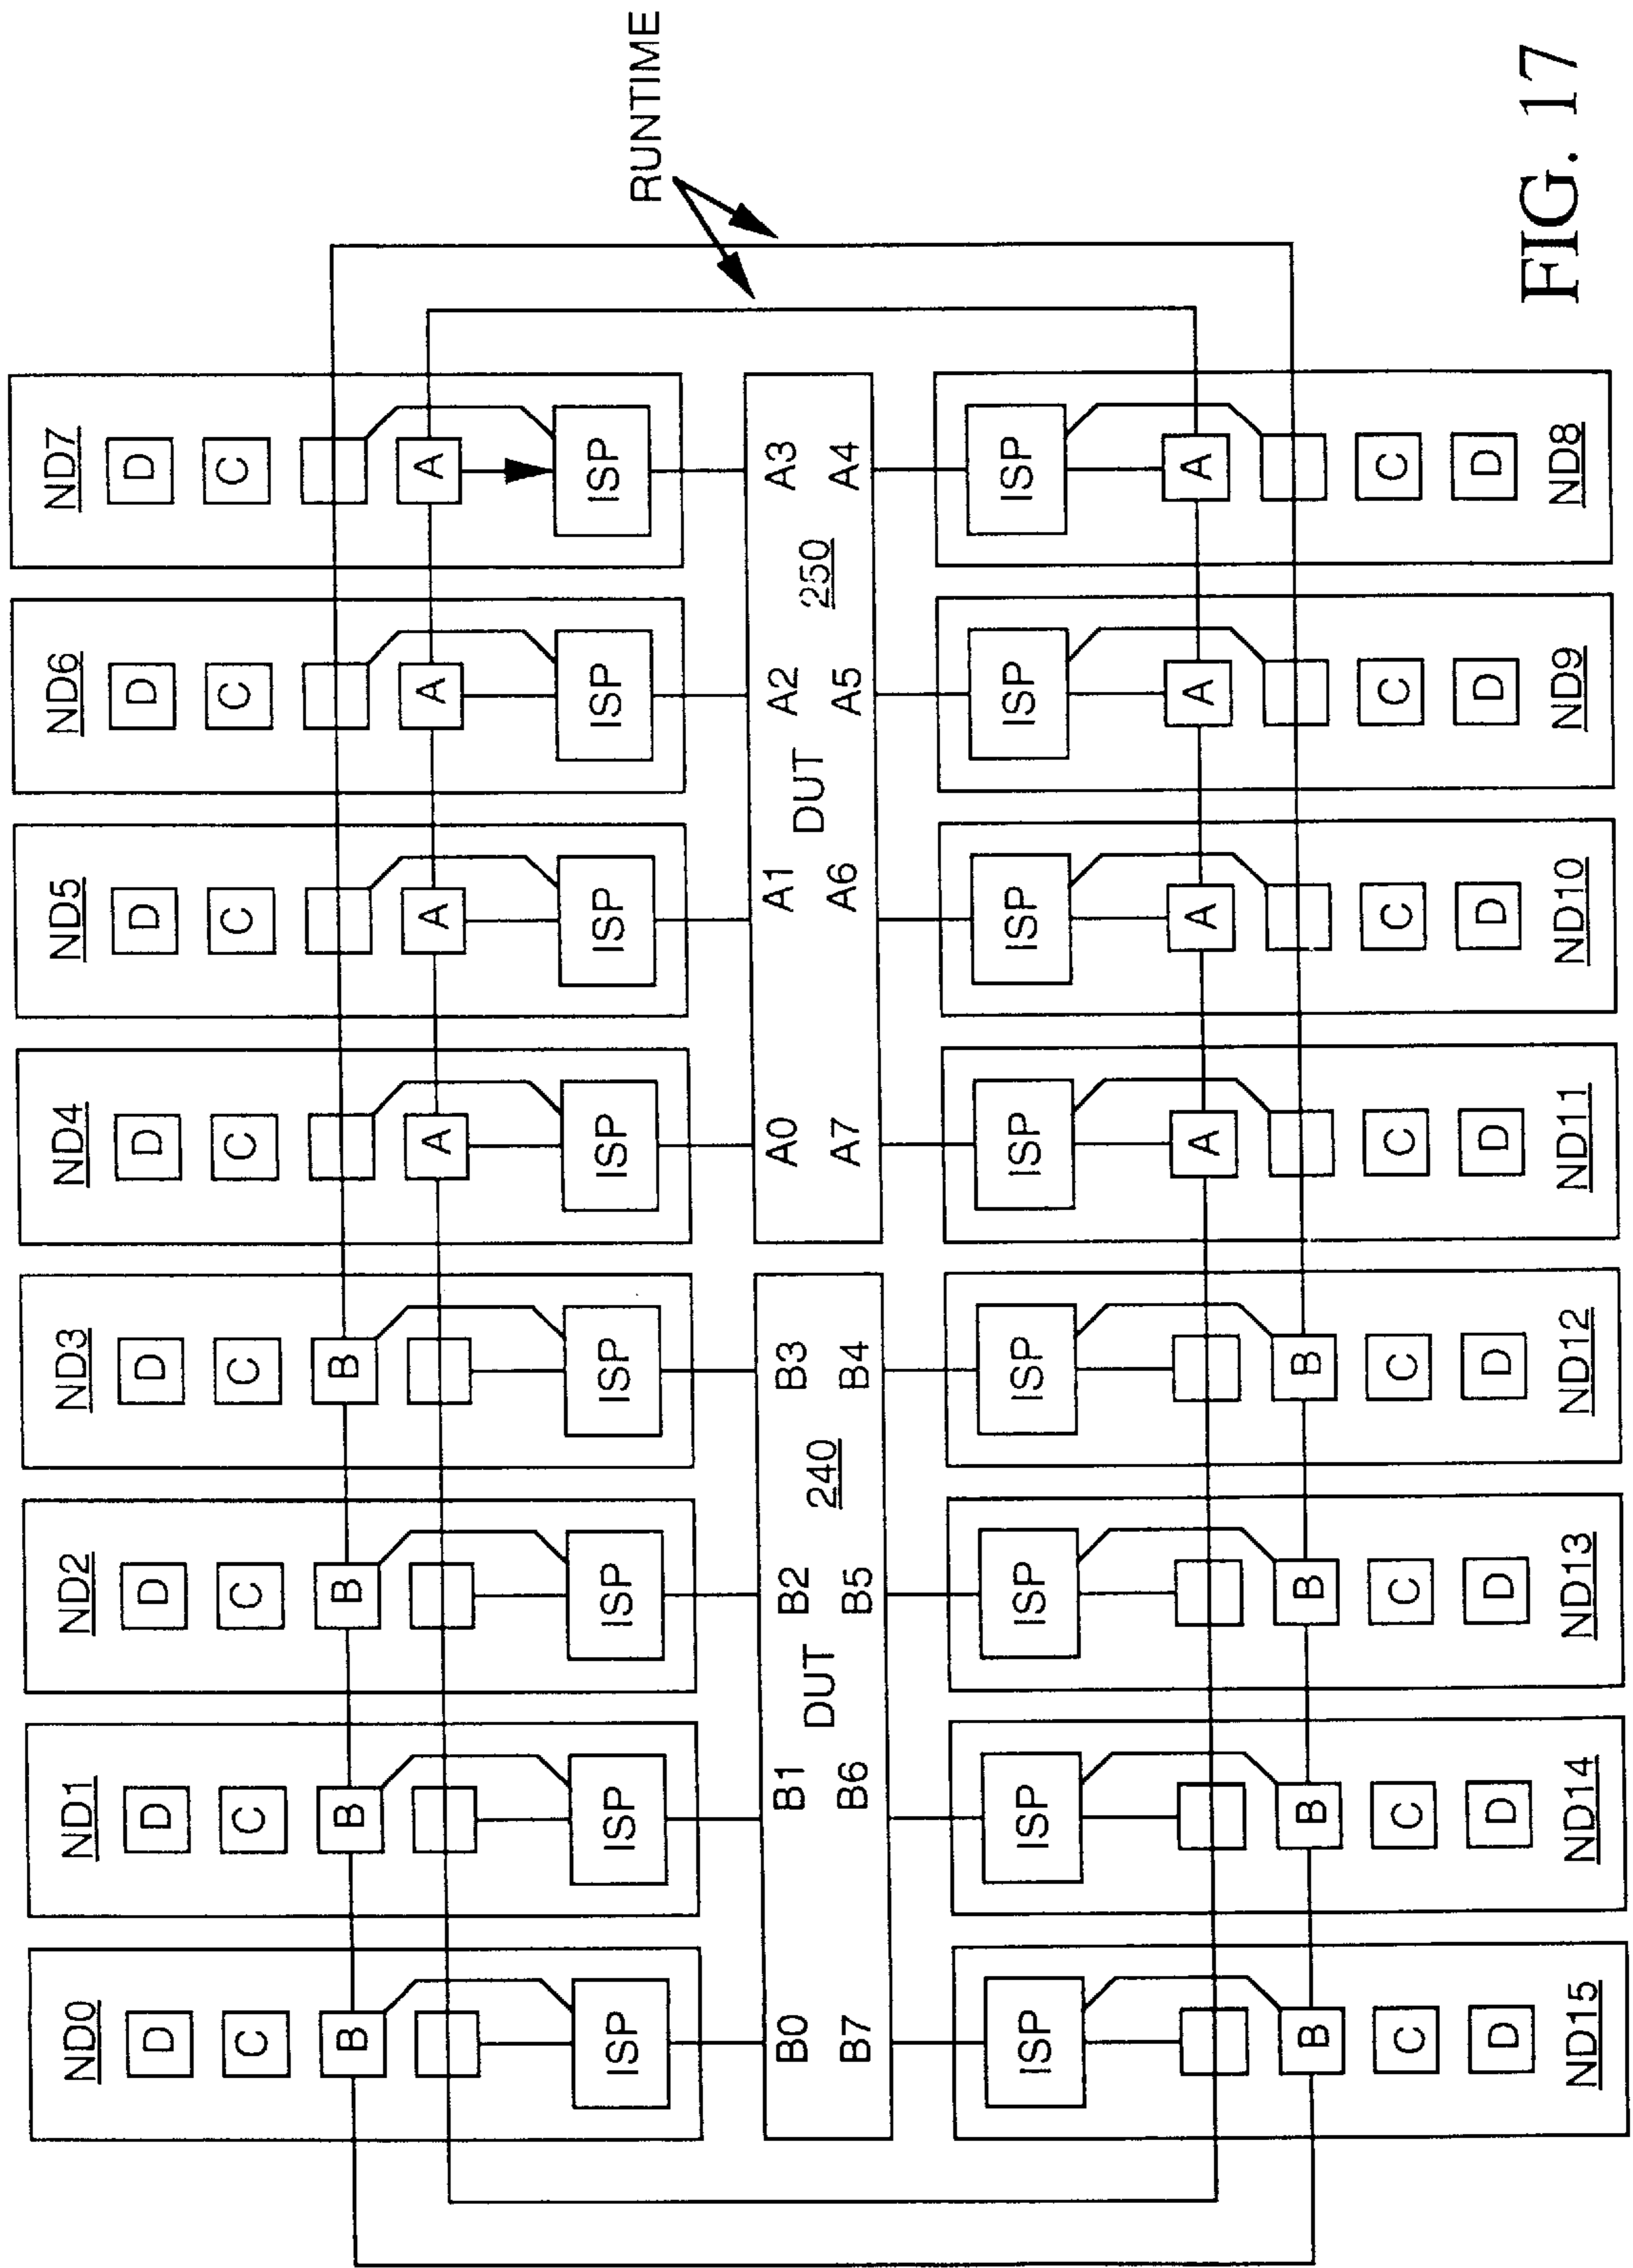 ND0 ND1 ND2 ND3 ND4 ND5 ND6 ND7
D D D D D D D D
C C C C C C C C
B B B B
A A A A
ISP ISP ISP ISP ISP ISP ISP ISP
RUNTIME
B0 B1 B2 B3 A0 A1 A2 A3
DUT 240 DUT 250
B7 B6 B5 B4 A7 A6 A5 A4
ISP ISP ISP ISP ISP ISP ISP ISP
A A A A
B B B B
C C C C C C C C
D D D D D D D D
ND15 ND14 ND13 ND12 ND11 ND10 ND9 ND8
FIG. 17